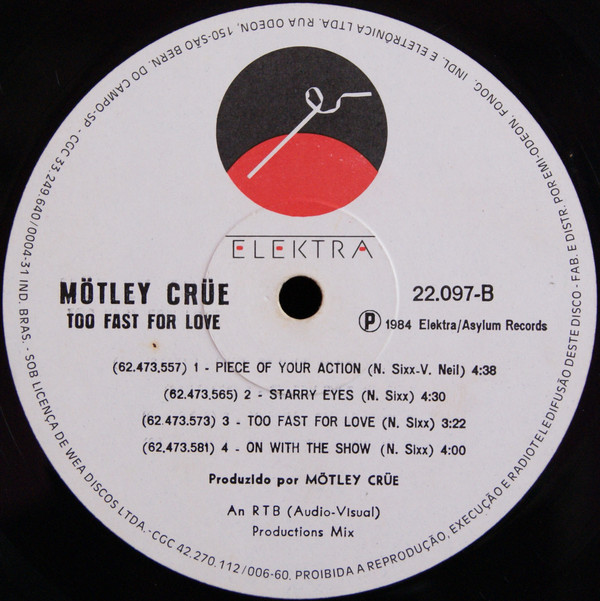 ELEKTRA
MÖTLEY CRÜE
TOO FAST FOR LOVE
22.097-B
Ⓟ 1984 Elektra/Asylum Records
(62.473.557) 1 - PIECE OF YOUR ACTION (N. Sixx-V. Neil) 4:38
(62.473.565) 2 - STARRY EYES (N. Sixx) 4:30
(62.473.573) 3 - TOO FAST FOR LOVE (N. Sixx) 3:22
(62.473.581) 4 - ON WITH THE SHOW (N. Sixx) 4:00
Produzido por MÖTLEY CRÜE
An RTB (Audio-Visual)
Productions Mix
SOB LICENÇA DE WEA DISCOS LTDA.-CGC 42.270.112/006-60. PROIBIDA A REPRODUÇÃO, EXECUÇÃO E RADIOTELEDIFUSÃO DESTE DISCO - FAB. E DISTR. POR EMI-ODEON, FONOG. INDL. E ELETRÔNICA LTDA. RUA ODEON, 150-SÃO BERN. DO CAMPO-SP - CGC 33.249.640/0004-31 IND. BRAS. -